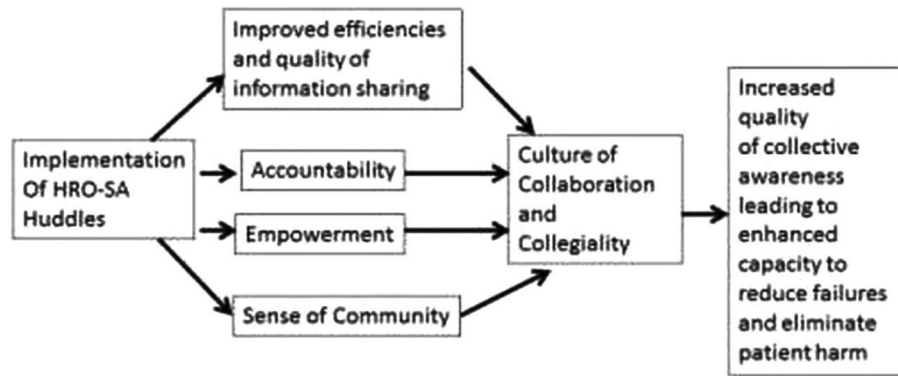 Improved efficiencies
and quality of
information sharing
Implementation
Of HRO-SA
Huddles
Accountability
Empowerment
Sense of Community
Culture of
Collaboration
and
Collegiality
Increased
quality
of collective
awareness
leading to
enhanced
capacity to
reduce failures
and eliminate
patient harm